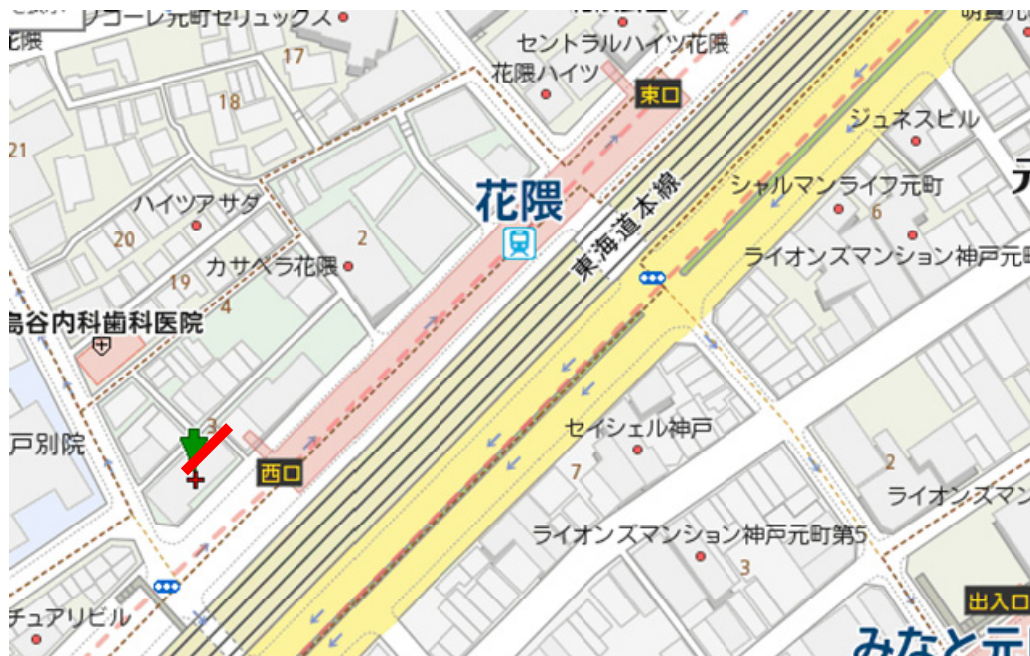 ノコーレ元町セリュックス
花隈
17
セントラルハイツ花隈
花隈ハイツ
東口
18
ジュネスビル
21
花隈
シャルマンライフ元町
ハイツアサダ
6
20
2
東海道本線
ライオンズマンション神戸元町
カサベラ花隈
19
4
島谷内科歯科医院
3
戸別院
西口
セイシェル神戸
7
2
ライオンズマン
ライオンズマンション神戸元町第5
3
出入口
チュアリビル
みなと元